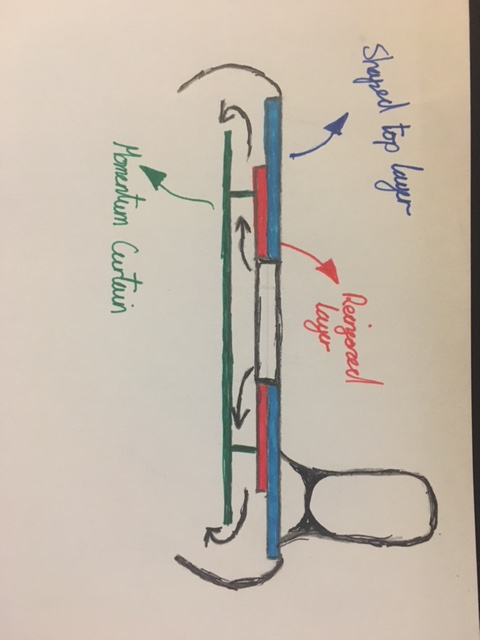 Shaped top layer
Reinforced
layer
Momentum Curtain